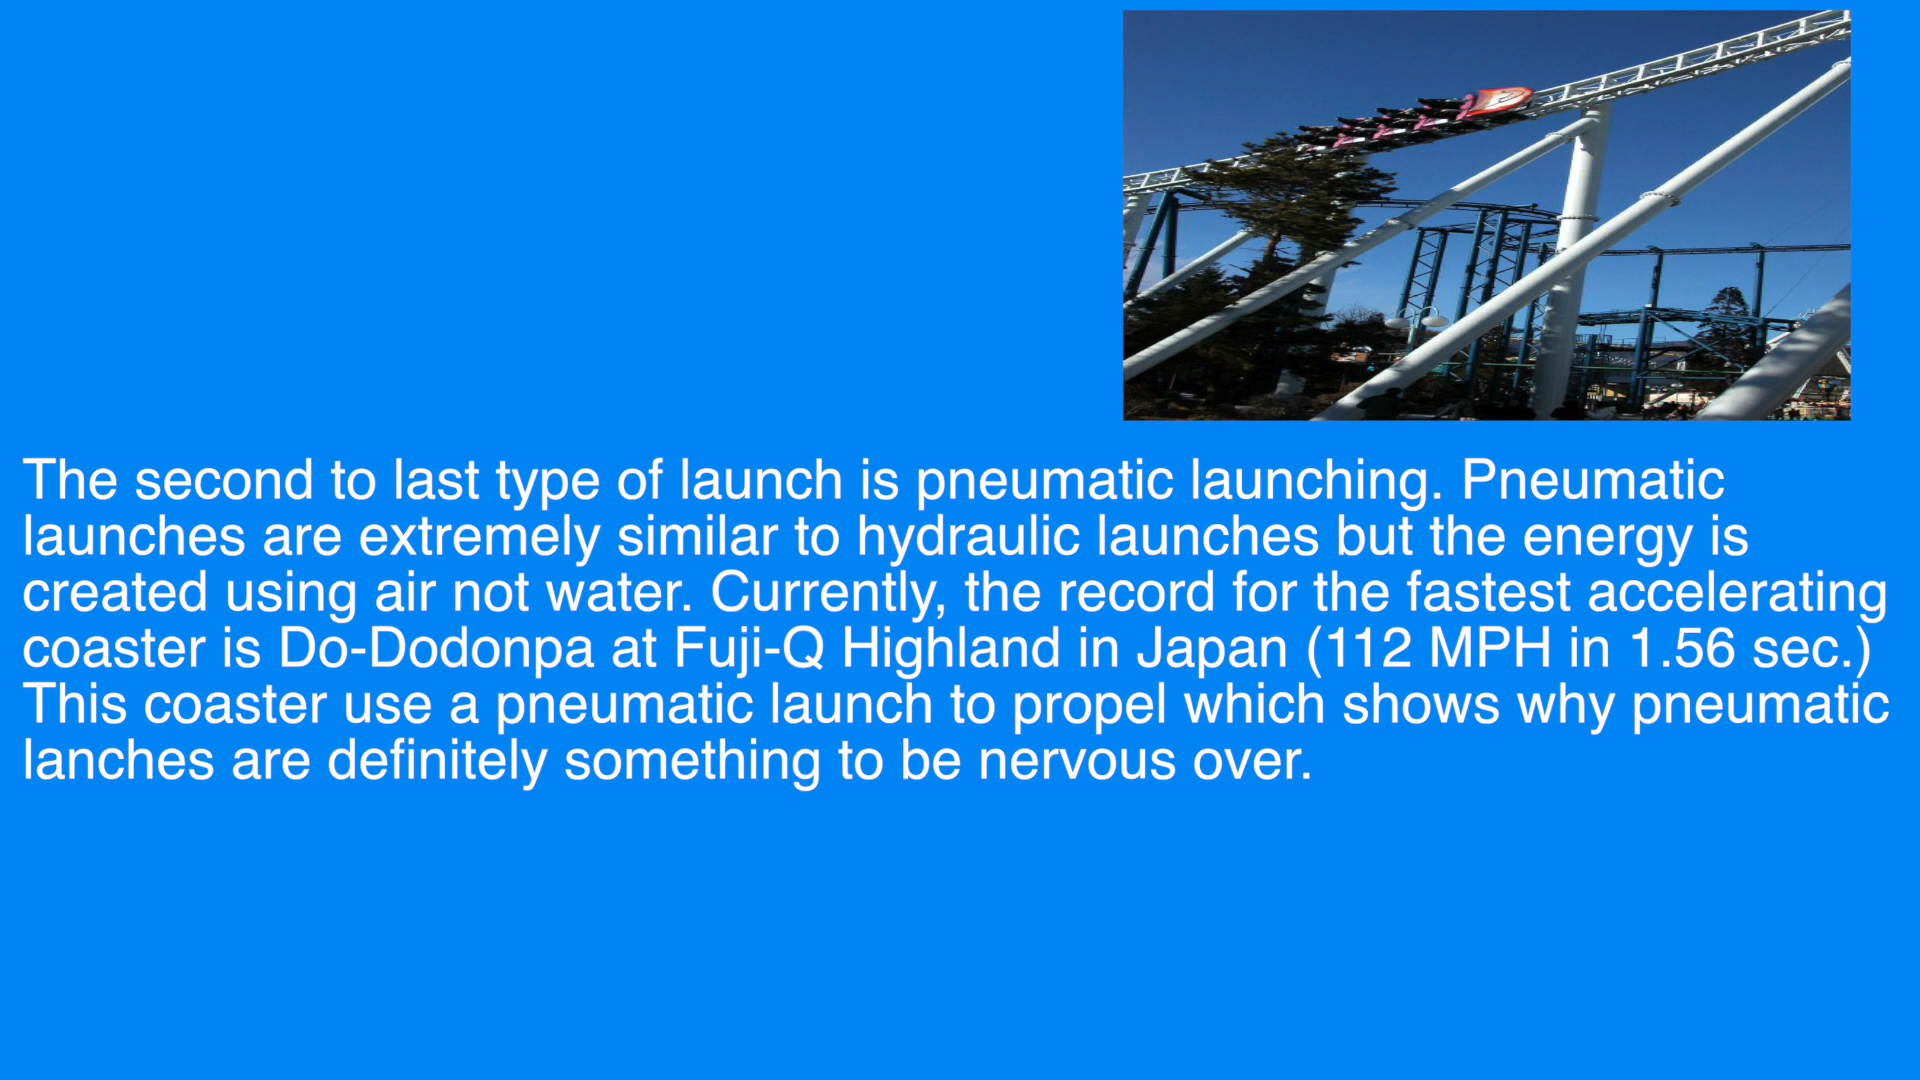 The second to last type of launch is pneumatic launching. Pneumatic
launches are extremely similar to hydraulic launches but the energy is
created using air not water. Currently, the record for the fastest accelerating
coaster is Do-Dodonpa at Fuji-Q Highland in Japan (112 MPH in 1.56 sec.)
This coaster use a pneumatic launch to propel which shows why pneumatic
lanches are definitely something to be nervous over.